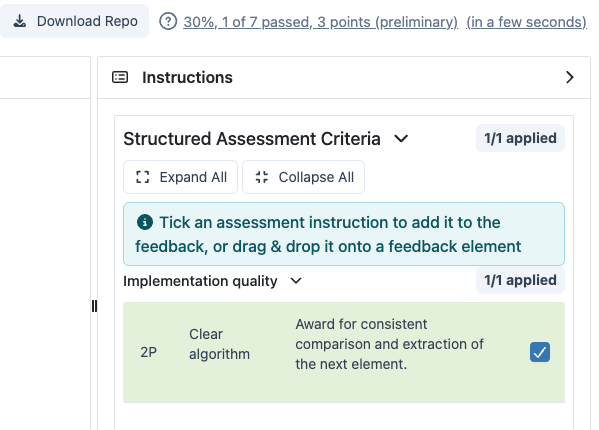 Download Repo
30%, 1 of 7 passed, 3 points (preliminary) (in a few seconds)
Instructions
Structured Assessment Criteria
1/1 applied
Expand All
Collapse All
Tick an assessment instruction to add it to the
feedback, or drag & drop it onto a feedback element
Implementation quality
1/1 applied
2P
Clear
algorithm
Award for consistent
comparison and extraction of
the next element.